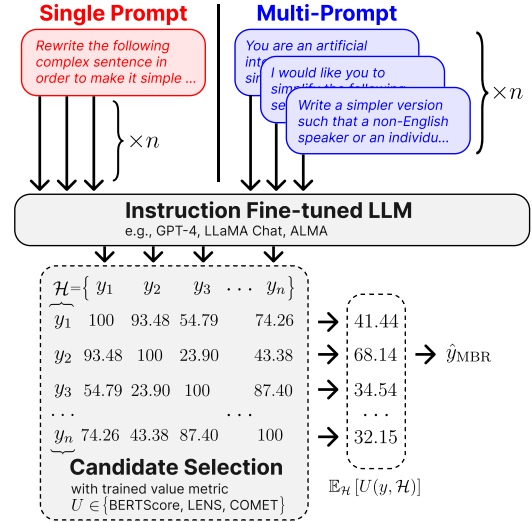 Single Prompt
Multi-Prompt
Rewrite the following
complex sentence in
order to make it simple ...
×n
You are an artificial
I would like you to
Write a simpler version
such that a non-English
speaker or an individu...
×n
Instruction Fine-tuned LLM
e.g., GPT-4, LLaMA Chat, ALMA
ℋ={ y₁ y₂ y₃ ··· yₙ}
y₁ 100 93.48 54.79 74.26 41.44
y₂ 93.48 100 23.90 43.38 68.14 ŷMBR
y₃ 54.79 23.90 100 87.40 34.54
··· ··· ···
yₙ 74.26 43.38 87.40 100 32.15
Candidate Selection
with trained value metric
U ∈{BERTScore, LENS, COMET}
𝔼ℋ [U(y, ℋ)]